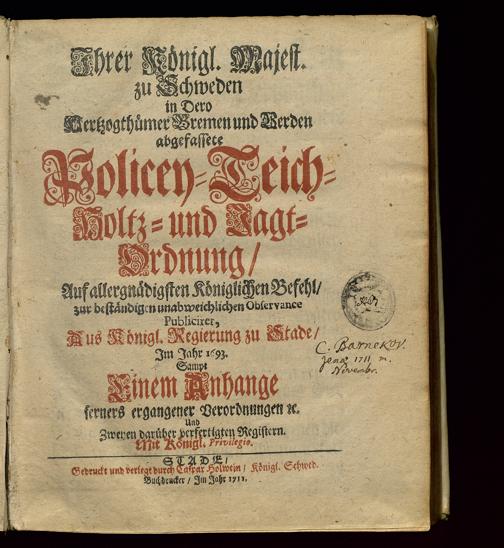 Ihrer Königl. Majest.
zu Schweden
in Dero
Hertzogthümer Bremen und Verden
abgefassete
Policey-Teich-
Holtz- und Jagt-
Ordnung/
Auf allergnädigsten Königlichen Befehl/
zur beständigen unabweichlichen Observance
Publiciret,
Aus Königl. Regierung zu Stade/
Im Jahr 1693.
Sampt
Einem Anhange
ferners ergangener Verordnungen ꝛc.
Und
Zweyen darüber verfertigten Registern.
Mit Königl. Privilegio.
STADE/
Gedruckt und verlegt durch Caspar Holwein/ Königl. Schwed.
Buchdrucker/ Im Jahr 1711.
C. Barnekov.
Jenae 1711 m.
Novembr.